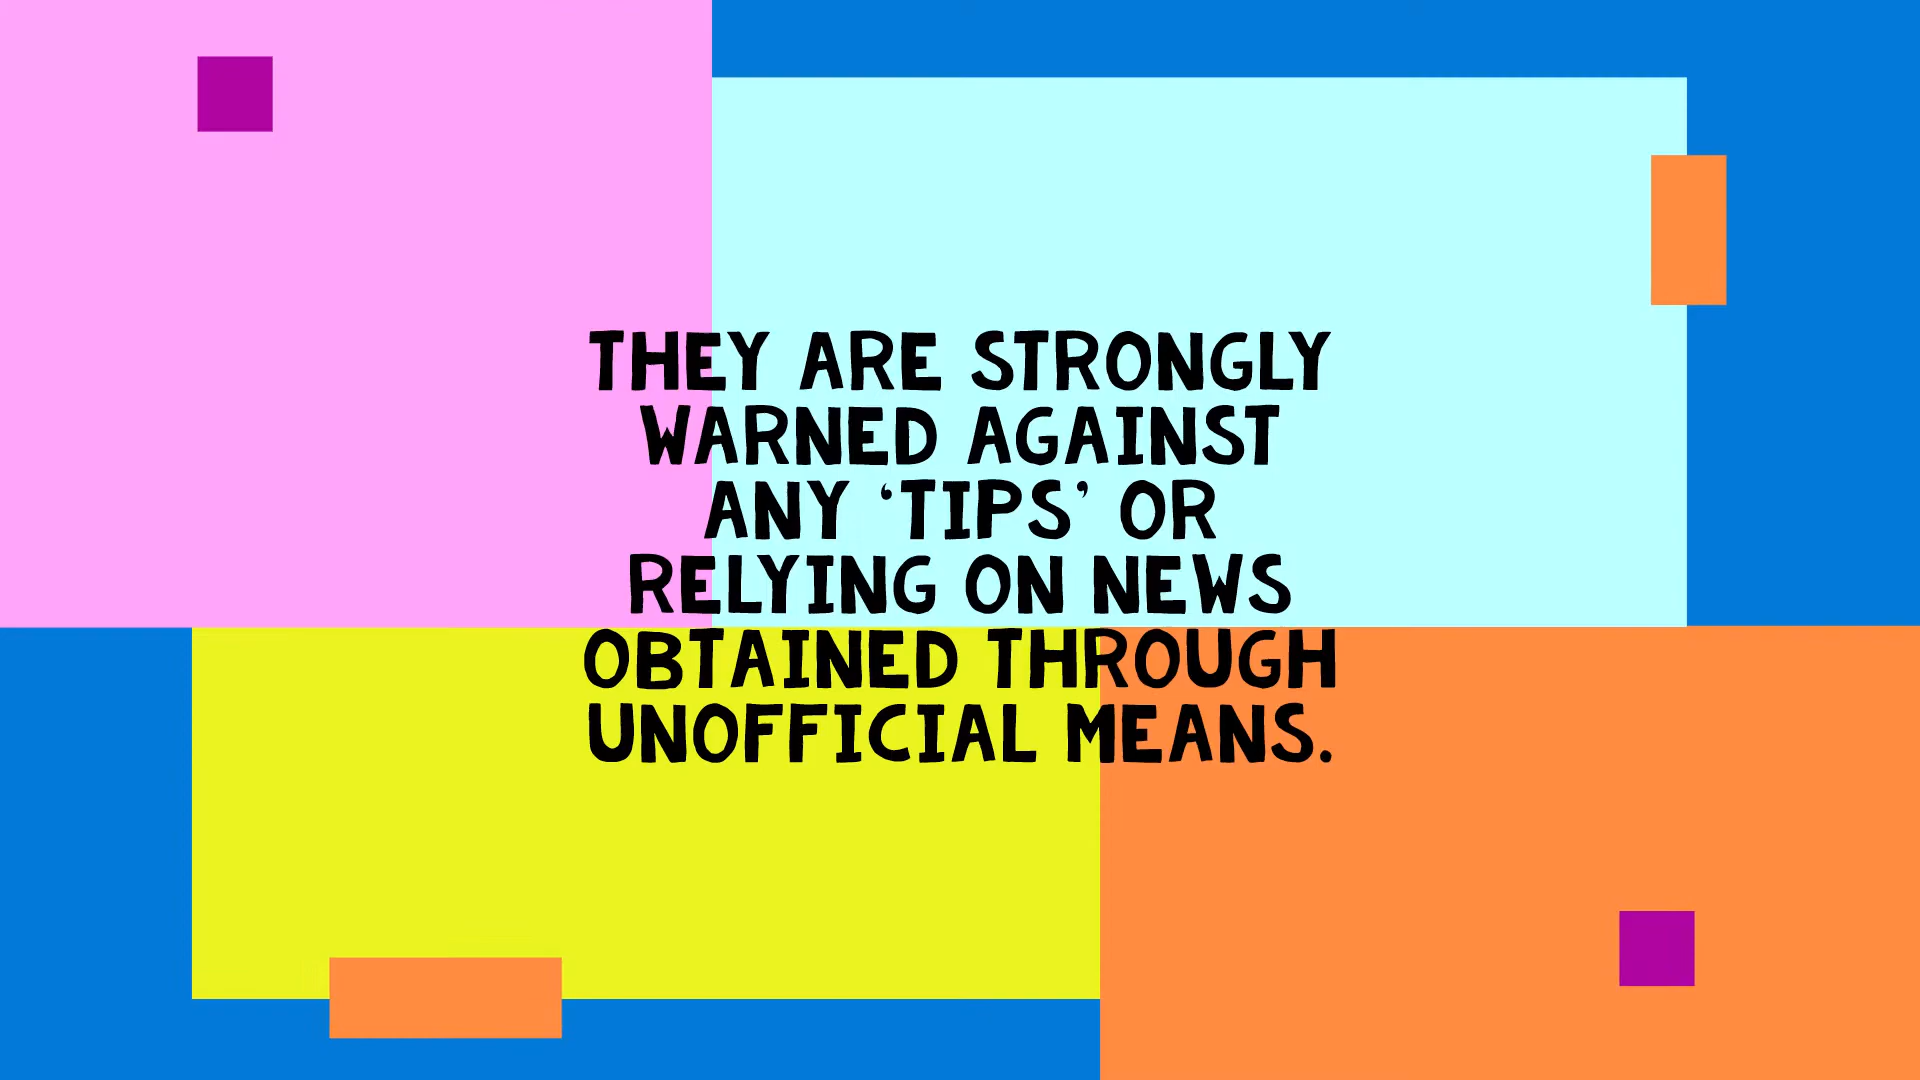 THEY ARE STRONGLY
WARNED AGAINST
ANY ‘TIPS’ OR
RELYING ON NEWS
OBTAINED THROUGH
UNOFFICIAL MEANS.